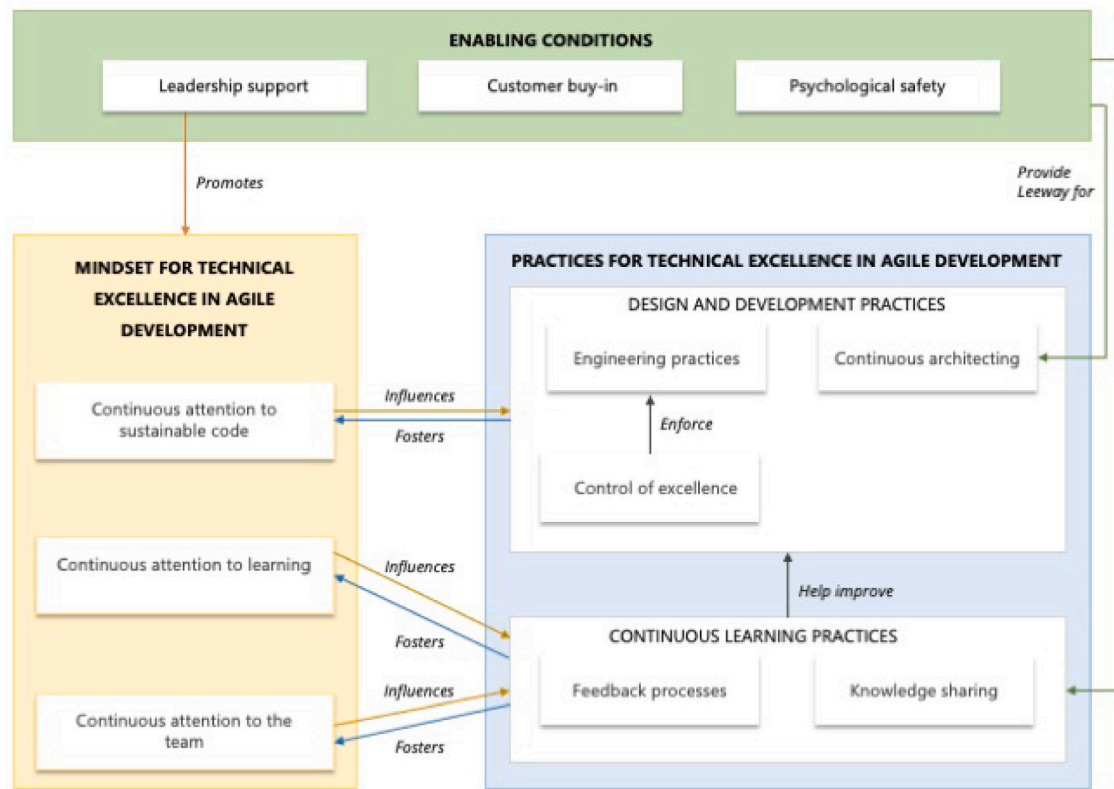 ENABLING CONDITIONS
Leadership support
Customer buy-in
Psychological safety
Promotes
Provide
Leeway for
MINDSET FOR TECHNICAL
EXCELLENCE IN AGILE
DEVELOPMENT
Continuous attention to
sustainable code
Continuous attention to learning
Continuous attention to the
team
Influences
Fosters
Influences
Fosters
Influences
Fosters
PRACTICES FOR TECHNICAL EXCELLENCE IN AGILE DEVELOPMENT
DESIGN AND DEVELOPMENT PRACTICES
Engineering practices
Continuous architecting
Enforce
Control of excellence
Help improve
CONTINUOUS LEARNING PRACTICES
Feedback processes
Knowledge sharing